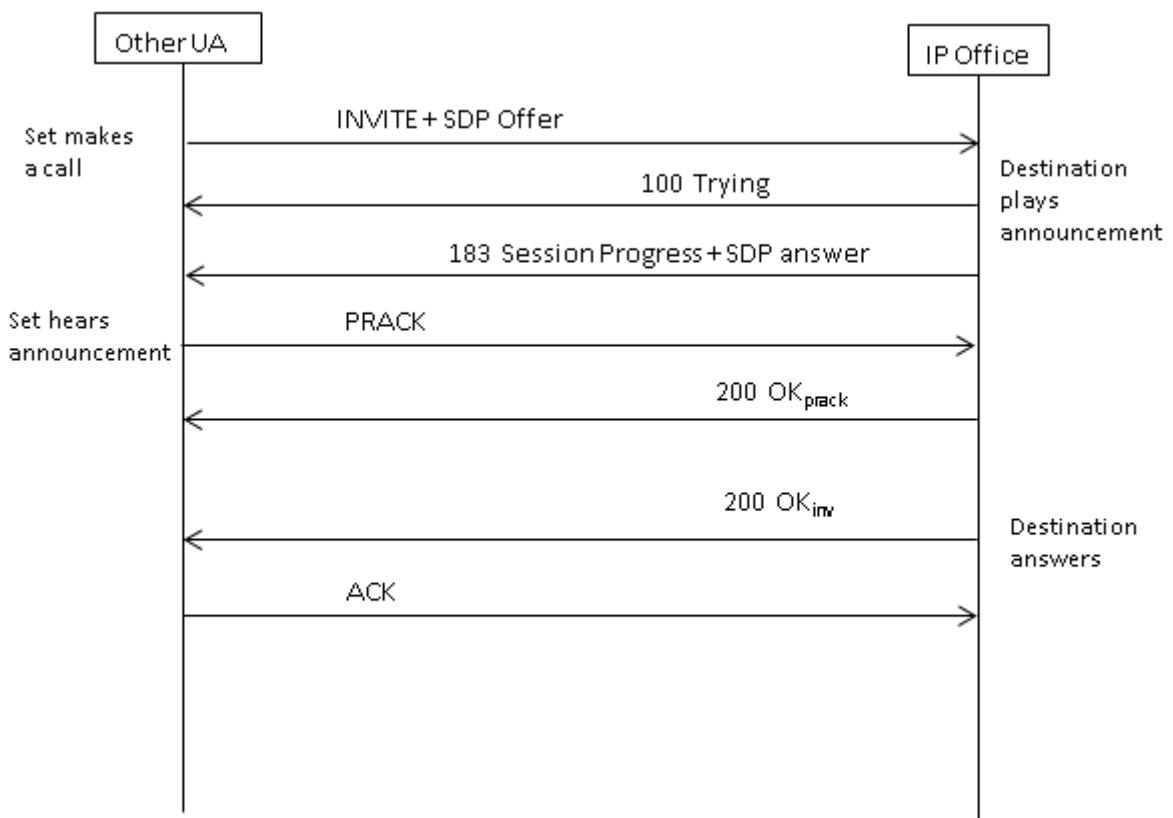 Other UA
IP Office
INVITE + SDP Offer
Set makes
a call
100 Trying
Destination
plays
announcement
183 Session Progress + SDP answer
Set hears
announcement
PRACK
200 OKprack
200 OKinv
Destination
answers
ACK